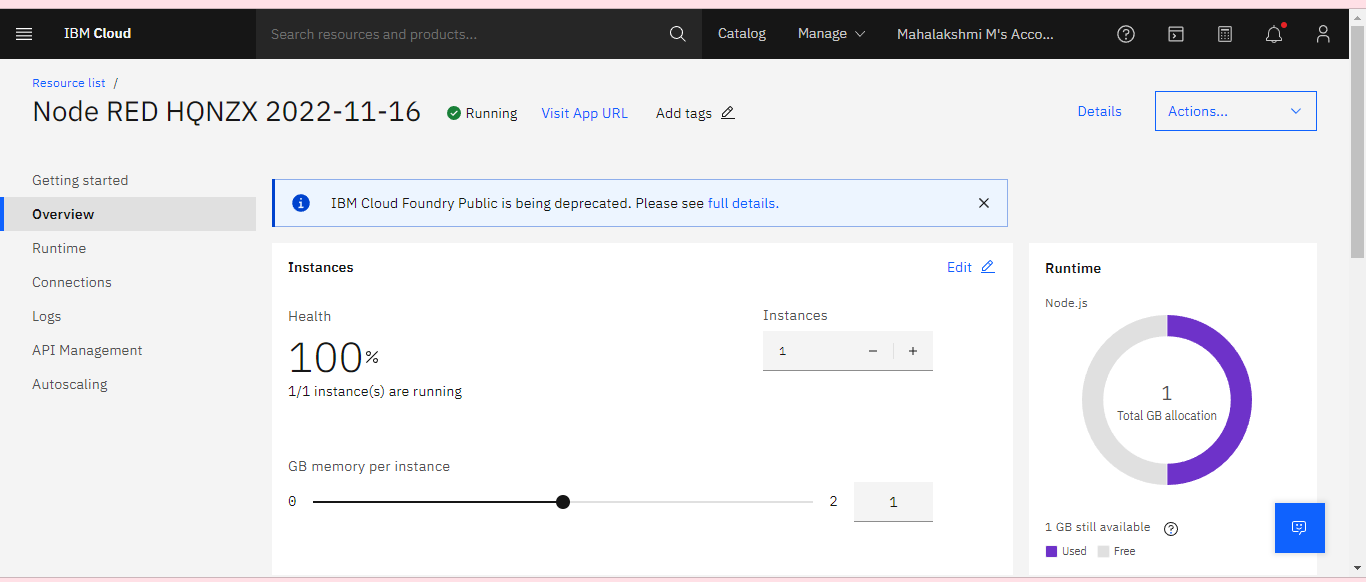 IBM Cloud
Search resources and products...
Catalog
Manage
Mahalakshmi M's Acco...
Resource list /
Node RED HQNZX 2022-11-16
Running
Visit App URL
Add tags
Details
Actions...
Getting started
Overview
Runtime
Connections
Logs
API Management
Autoscaling
IBM Cloud Foundry Public is being deprecated. Please see full details.
Instances
Edit
Health
100%
1/1 instance(s) are running
Instances
1 − +
GB memory per instance
0 2 1
Runtime
Node.js
1
Total GB allocation
1 GB still available
Used Free